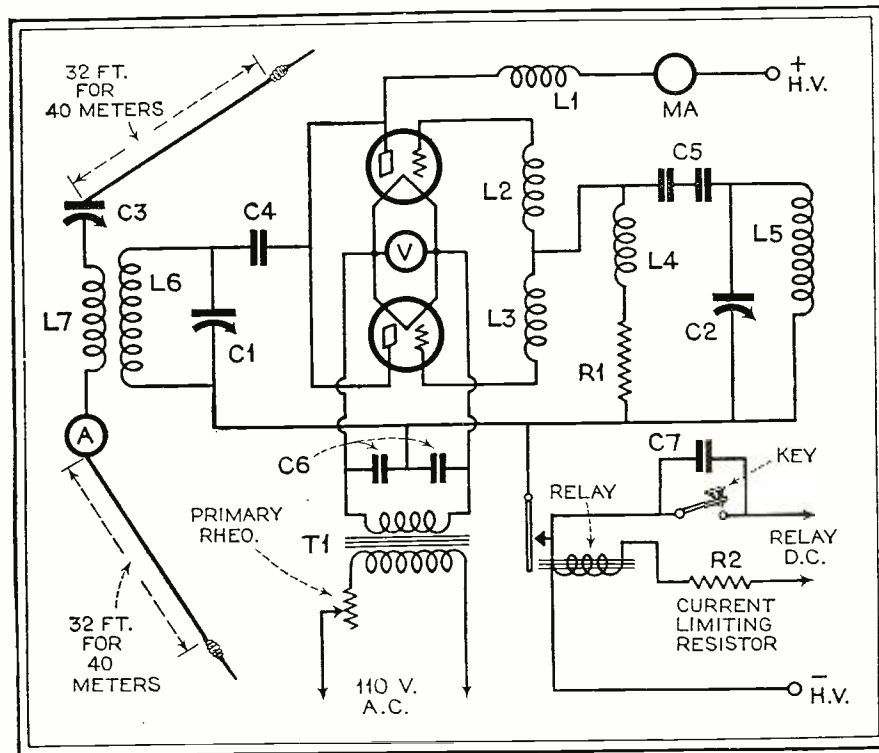 32 FT.
FOR
40 METERS
C3
L7
L6
C1
C4
A
32 FT.
FOR
40
METERS
L1
MA
+
H.V.
V
L2
L3
C5
L4
R1
C2
L5
C6
PRIMARY
RHEO.
T1
110 V.
A.C.
RELAY
C7
KEY
RELAY
D.C.
R2
CURRENT
LIMITING
RESISTOR
–
H.V.